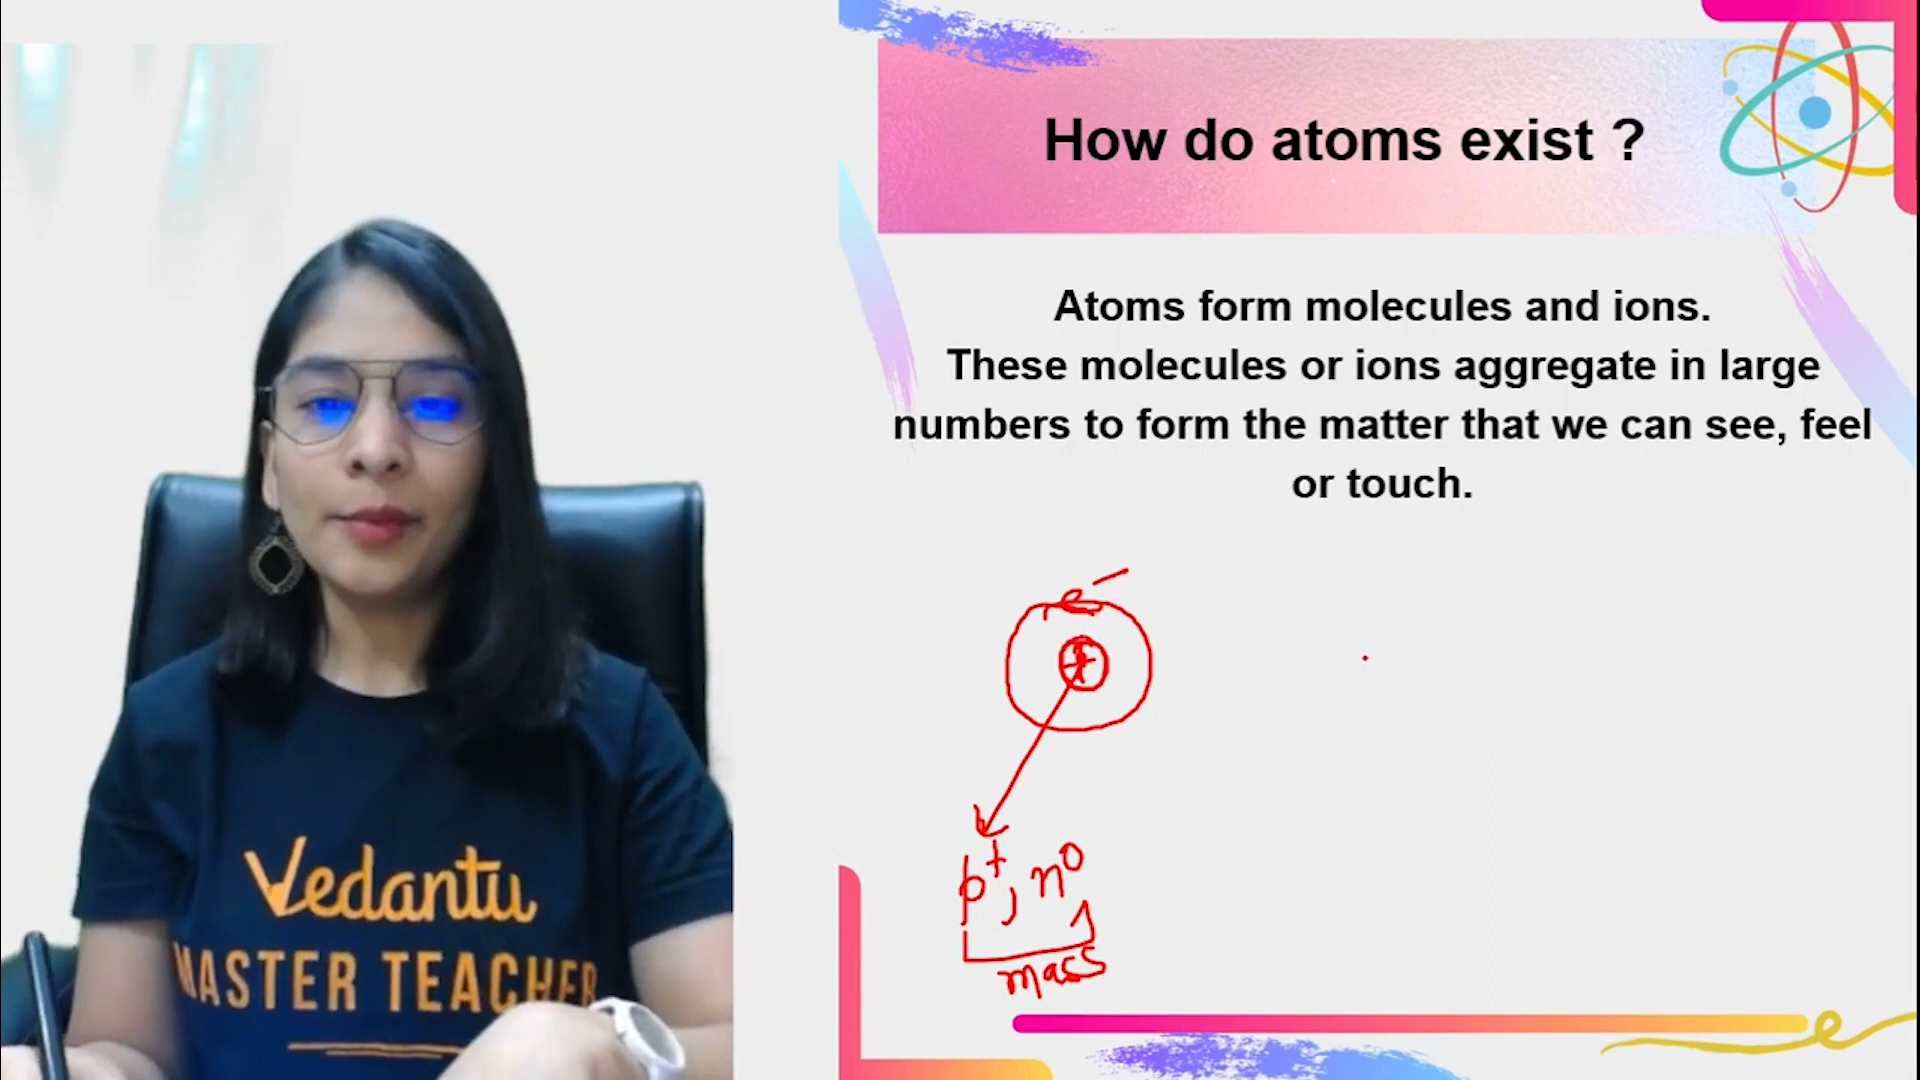 How do atoms exist ?
Atoms form molecules and ions.
These molecules or ions aggregate in large
numbers to form the matter that we can see, feel
or touch.
e⁻
+
p⁺, n⁰
mass
Vedantu
MASTER TEACHER